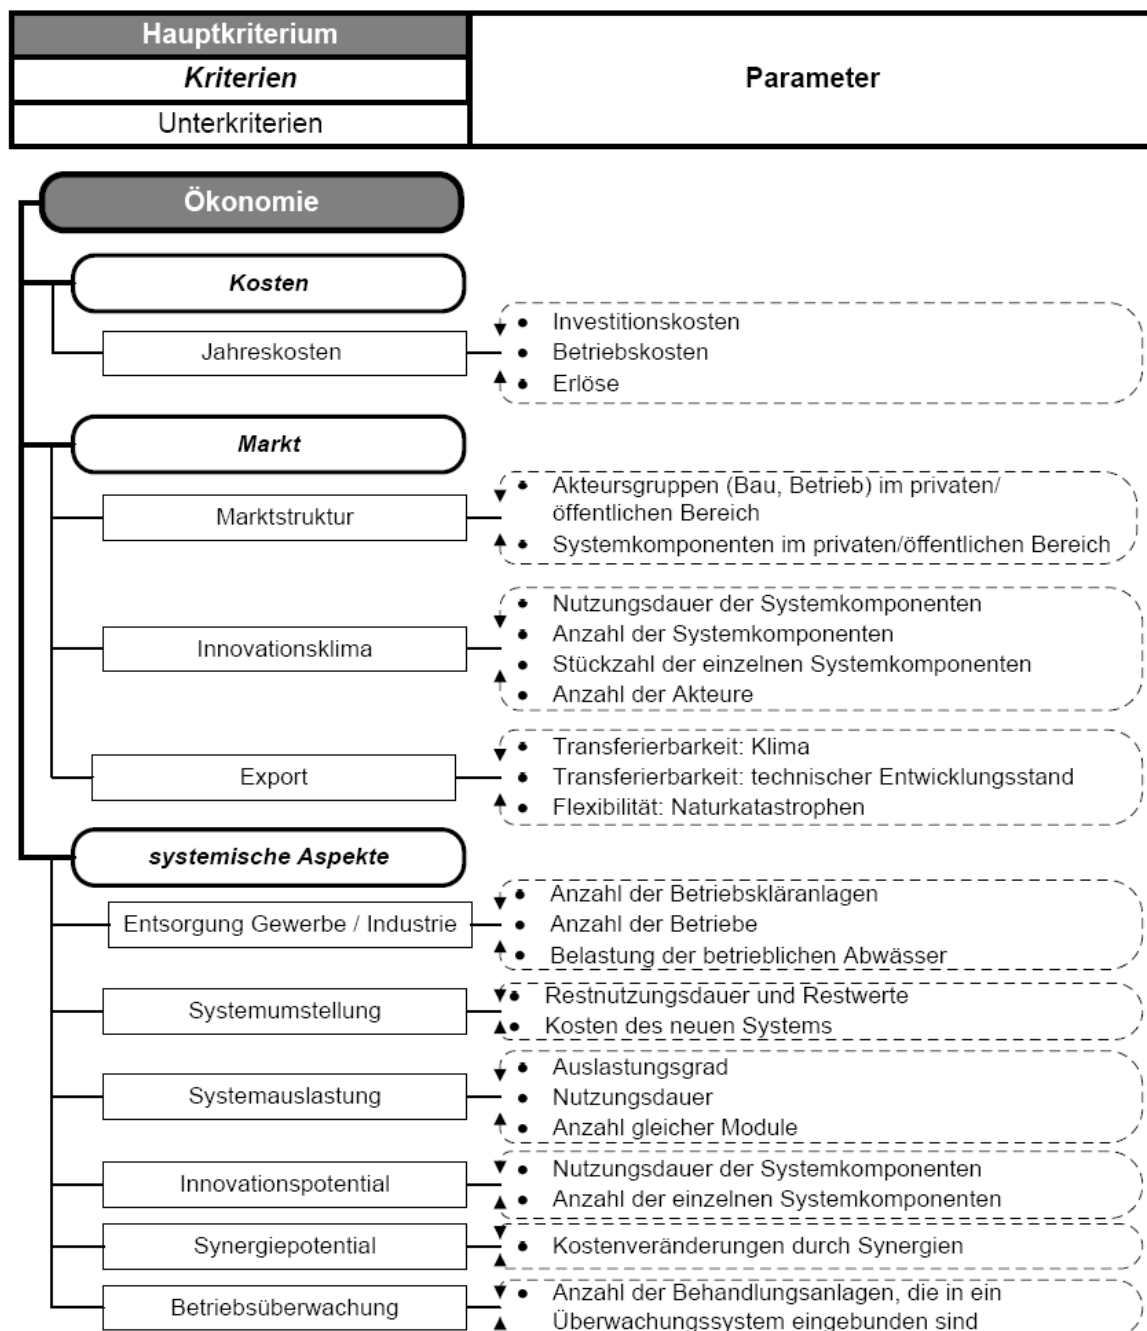 Hauptkriterium
Kriterien
Unterkriterien
Parameter
Ökonomie
Kosten
Jahreskosten
• Investitionskosten
• Betriebskosten
• Erlöse
Markt
Marktstruktur
• Akteursgruppen (Bau, Betrieb) im privaten/
öffentlichen Bereich
• Systemkomponenten im privaten/öffentlichen Bereich
Innovationsklima
• Nutzungsdauer der Systemkomponenten
• Anzahl der Systemkomponenten
• Stückzahl der einzelnen Systemkomponenten
• Anzahl der Akteure
Export
• Transferierbarkeit: Klima
• Transferierbarkeit: technischer Entwicklungsstand
• Flexibilität: Naturkatastrophen
systemische Aspekte
Entsorgung Gewerbe / Industrie
• Anzahl der Betriebskläranlagen
• Anzahl der Betriebe
• Belastung der betrieblichen Abwässer
Systemumstellung
• Restnutzungsdauer und Restwerte
• Kosten des neuen Systems
Systemauslastung
• Auslastungsgrad
• Nutzungsdauer
• Anzahl gleicher Module
Innovationspotential
• Nutzungsdauer der Systemkomponenten
• Anzahl der einzelnen Systemkomponenten
Synergiepotential
• Kostenveränderungen durch Synergien
Betriebsüberwachung
• Anzahl der Behandlungsanlagen, die in ein
Überwachungssystem eingebunden sind